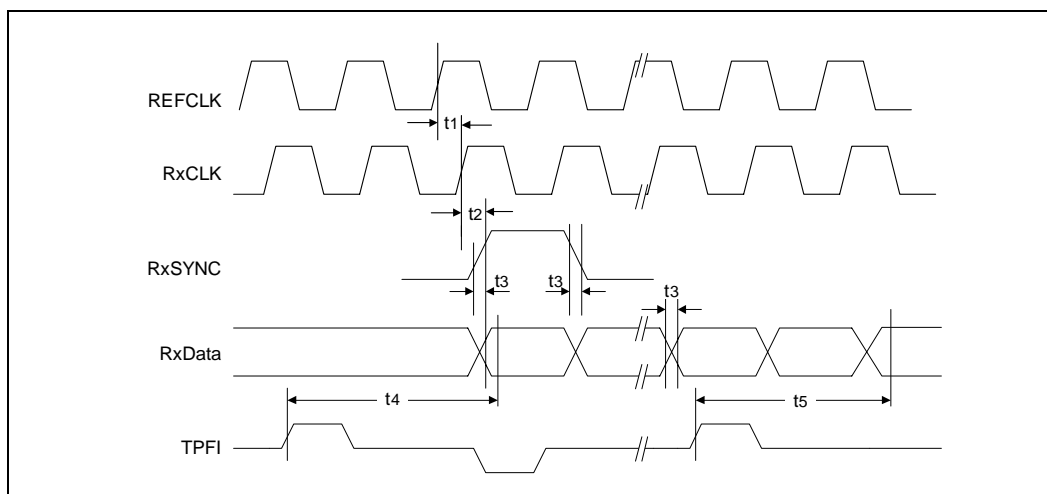 REFCLK
t1
RxCLK
t2
RxSYNC
t3
t3
t3
RxData
t4
t5
TPFI